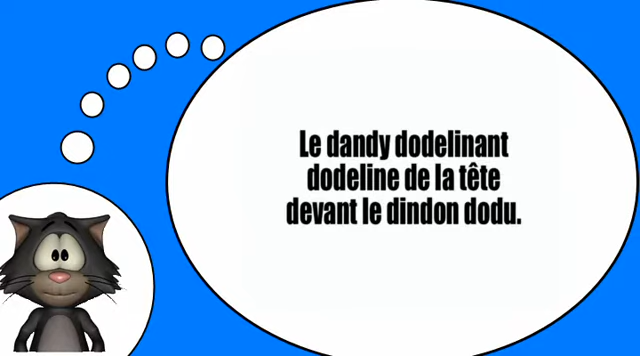 Le dandy dodelinant
dodeline de la tête
devant le dindon dodu.